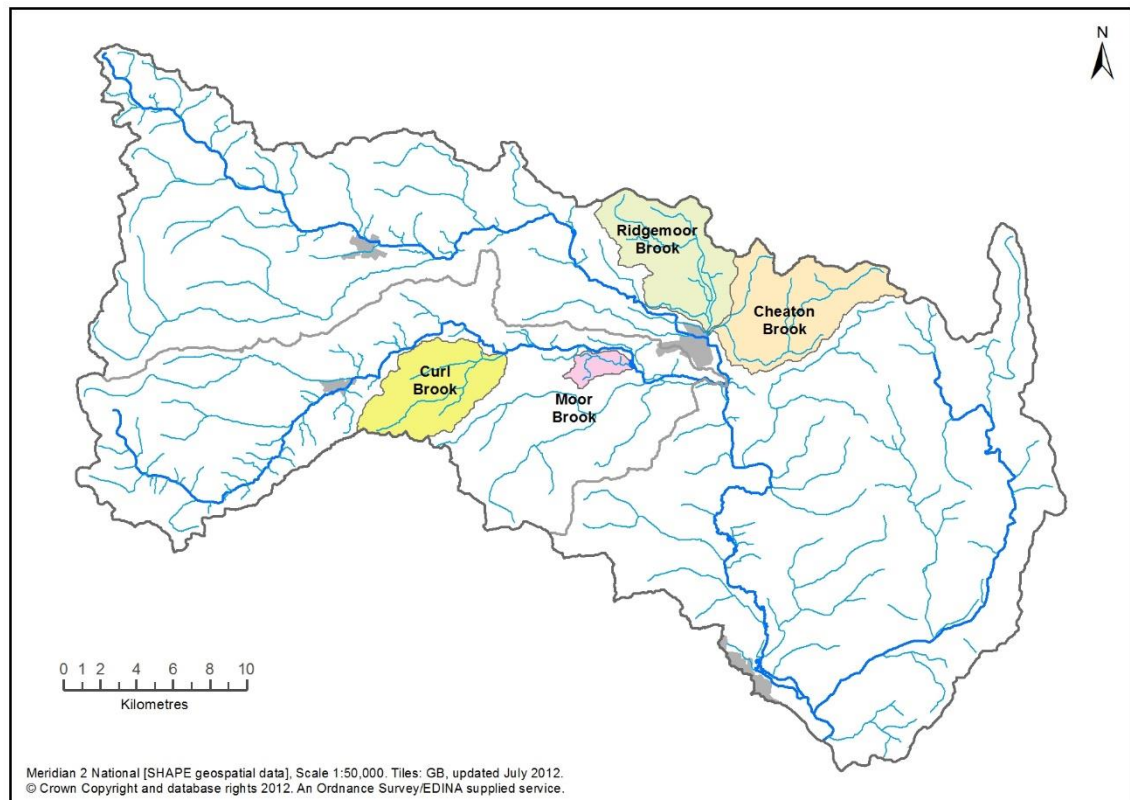 N
Ridgemoor
Brook
Cheaton
Brook
Curl
Brook
Moor
Brook
0 1 2 4 6 8 10
Kilometres
Meridian 2 National [SHAPE geospatial data], Scale 1:50,000. Tiles: GB, updated July 2012.
© Crown Copyright and database rights 2012. An Ordnance Survey/EDINA supplied service.